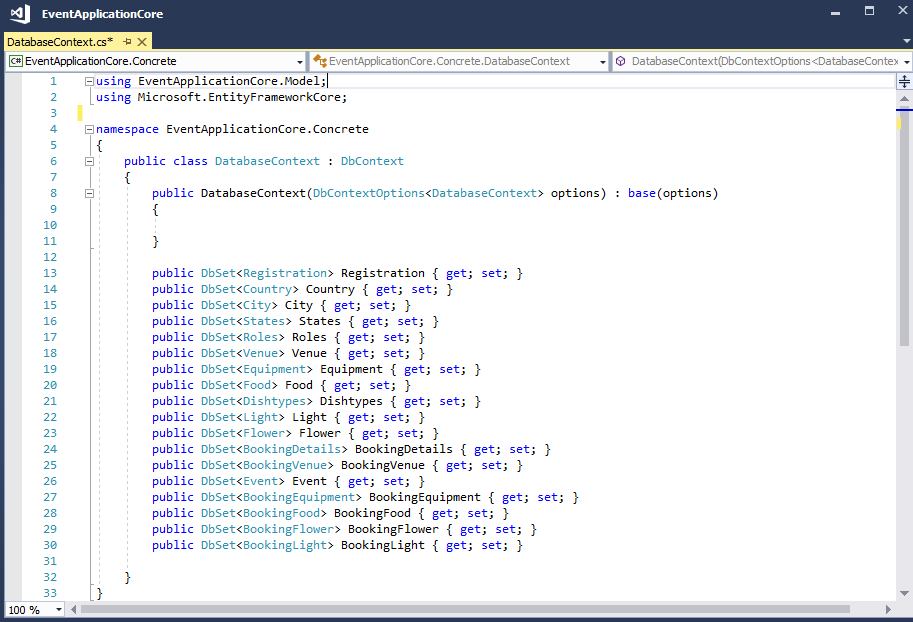 EventApplicationCore
DatabaseContext.cs*
C# EventApplicationCore.Concrete EventApplicationCore.Concrete.DatabaseContext DatabaseContext(DbContextOptions<DatabaseContex
1 using EventApplicationCore.Model;
2 using Microsoft.EntityFrameworkCore;
3
4 namespace EventApplicationCore.Concrete
5 {
6 public class DatabaseContext : DbContext
7 {
8 public DatabaseContext(DbContextOptions<DatabaseContext> options) : base(options)
9 {
10
11 }
12
13 public DbSet<Registration> Registration { get; set; }
14 public DbSet<Country> Country { get; set; }
15 public DbSet<City> City { get; set; }
16 public DbSet<States> States { get; set; }
17 public DbSet<Roles> Roles { get; set; }
18 public DbSet<Venue> Venue { get; set; }
19 public DbSet<Equipment> Equipment { get; set; }
20 public DbSet<Food> Food { get; set; }
21 public DbSet<Dishtypes> Dishtypes { get; set; }
22 public DbSet<Light> Light { get; set; }
23 public DbSet<Flower> Flower { get; set; }
24 public DbSet<BookingDetails> BookingDetails { get; set; }
25 public DbSet<BookingVenue> BookingVenue { get; set; }
26 public DbSet<Event> Event { get; set; }
27 public DbSet<BookingEquipment> BookingEquipment { get; set; }
28 public DbSet<BookingFood> BookingFood { get; set; }
29 public DbSet<BookingFlower> BookingFlower { get; set; }
30 public DbSet<BookingLight> BookingLight { get; set; }
31
32 }
33 }
100 %